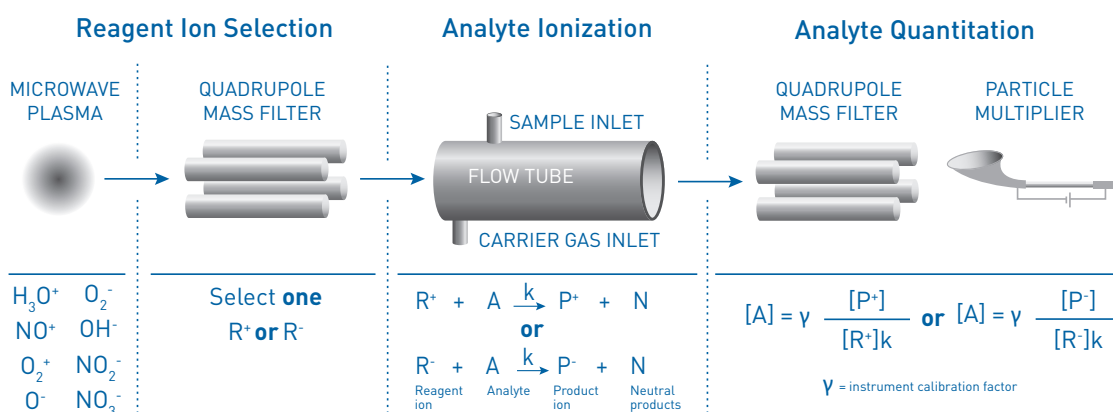 Reagent Ion Selection
Analyte Ionization
Analyte Quantitation
MICROWAVE
PLASMA
QUADRUPOLE
MASS FILTER
SAMPLE INLET
FLOW TUBE
CARRIER GAS INLET
QUADRUPOLE
MASS FILTER
PARTICLE
MULTIPLIER
H₃O⁺ O₂⁻
NO⁺ OH⁻
O₂⁺ NO₂⁻
O⁻ NO₃⁻
Select one
R⁺ or R⁻
R⁺ + A k→ P⁺ + N
or
R⁻ + A k→ P⁻ + N
Reagent ion
Analyte
Product ion
Neutral products
[A] = γ [P⁺] / [R⁺]k or [A] = γ [P⁻] / [R⁻]k
γ = instrument calibration factor